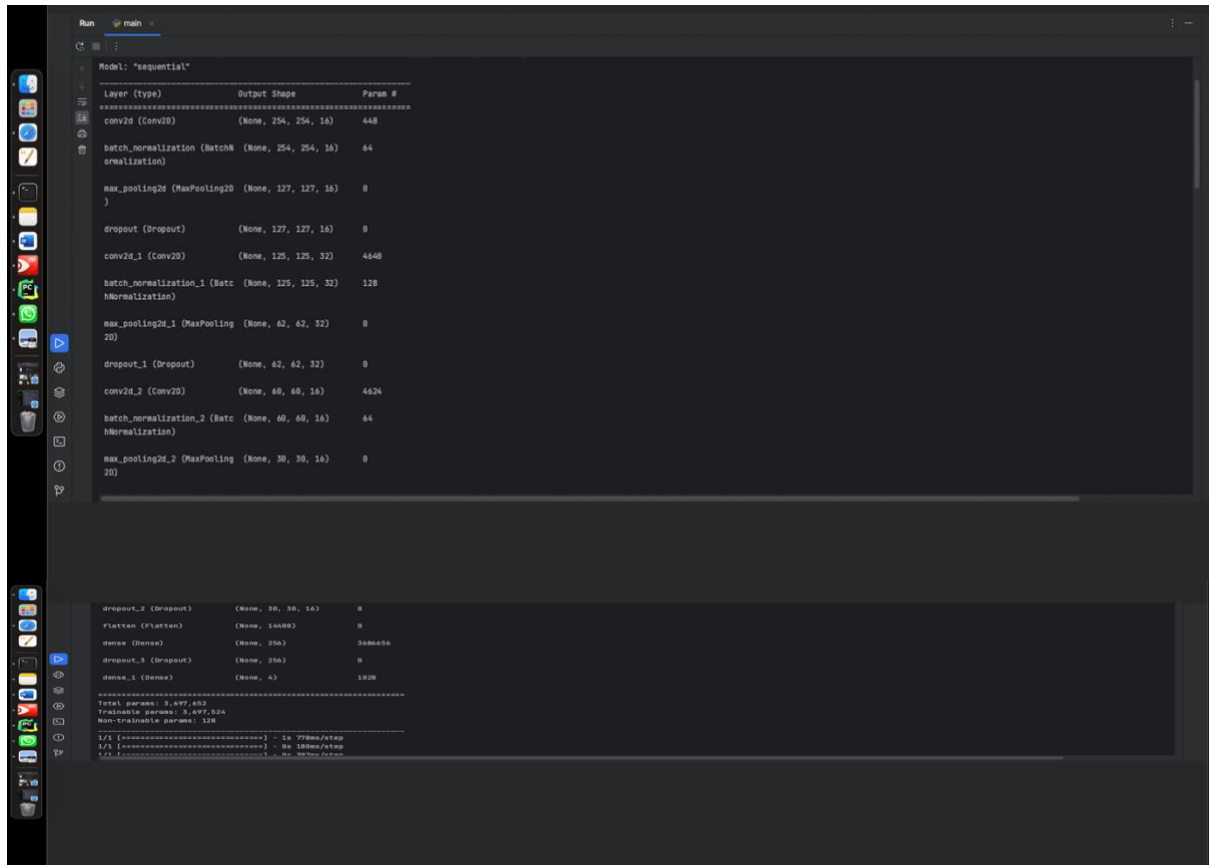 Run main
Model: "sequential"
Layer (type) Output Shape Param #
=================================================================
conv2d (Conv2D) (None, 254, 254, 16) 448
batch_normalization (BatchN (None, 254, 254, 16) 64
ormalization)
max_pooling2d (MaxPooling2D (None, 127, 127, 16) 0
)
dropout (Dropout) (None, 127, 127, 16) 0
conv2d_1 (Conv2D) (None, 125, 125, 32) 4640
batch_normalization_1 (Batc (None, 125, 125, 32) 128
hNormalization)
max_pooling2d_1 (MaxPooling (None, 62, 62, 32) 0
2D)
dropout_1 (Dropout) (None, 62, 62, 32) 0
conv2d_2 (Conv2D) (None, 60, 60, 16) 4624
batch_normalization_2 (Batc (None, 60, 60, 16) 64
hNormalization)
max_pooling2d_2 (MaxPooling (None, 30, 30, 16) 0
2D)
dropout_2 (Dropout) (None, 30, 30, 16) 0
flatten (Flatten) (None, 14400) 0
dense (Dense) (None, 256) 3686656
dropout_3 (Dropout) (None, 256) 0
dense_1 (Dense) (None, 4) 1028
=================================================================
Total params: 3,697,652
Trainable params: 3,697,524
Non-trainable params: 128
1/1 [==============================] - 1s 778ms/step
1/1 [==============================] - 0s 180ms/step